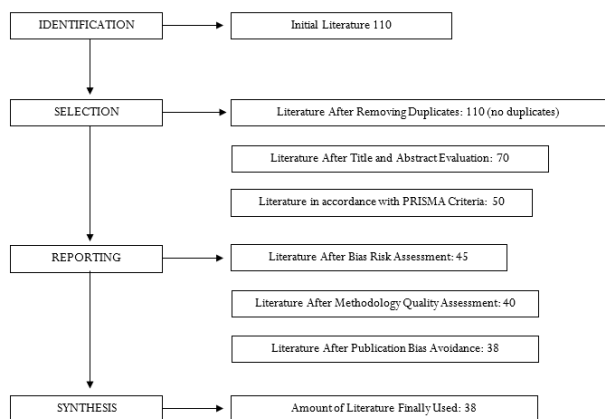 IDENTIFICATION
Initial Literature 110
SELECTION
Literature After Removing Duplicates: 110 (no duplicates)
Literature After Title and Abstract Evaluation: 70
Literature in accordance with PRISMA Criteria: 50
REPORTING
Literature After Bias Risk Assessment: 45
Literature After Methodology Quality Assessment: 40
Literature After Publication Bias Avoidance: 38
SYNTHESIS
Amount of Literature Finally Used: 38